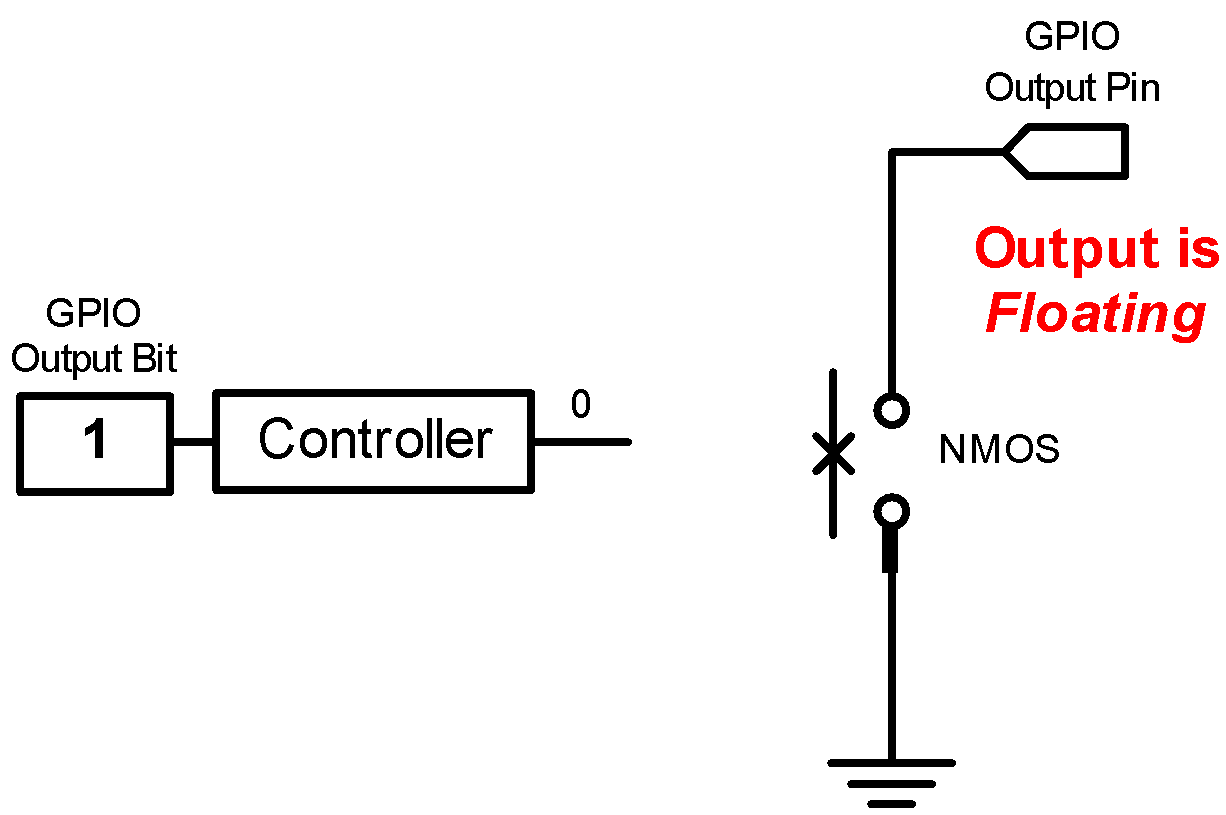 GPIO
Output Pin
Output is
Floating
GPIO
Output Bit
1
Controller
0
NMOS